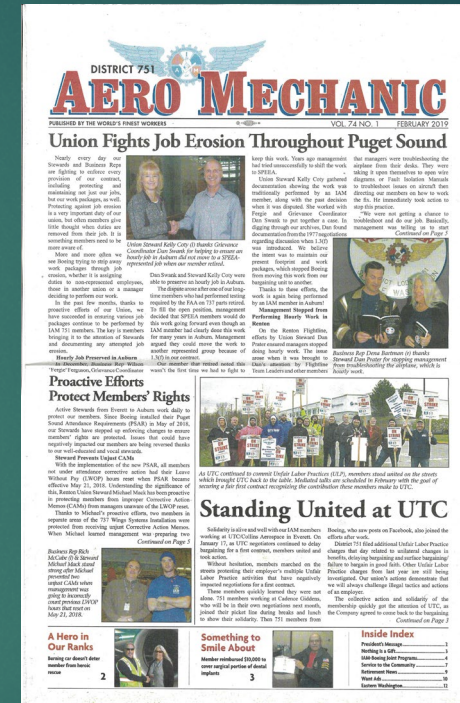 DISTRICT 751
AERO MECHANIC
PUBLISHED BY THE WORLD'S FINEST WORKERS
VOL. 74 NO. 1
FEBRUARY 2019
Union Fights Job Erosion Throughout Puget Sound
Nearly every day our
Stewards and Business Reps
are fighting to enforce every
provision of our contract,
including protecting and
maintaining not just our jobs,
but our work packages, as well.
Protecting against job erosion
is a very important duty of our
union, but often members give
little thought when duties are
removed from their job. It is
something members need to be
more aware of.
More and more often we
see Boeing trying to strip away
work packages through job
erosion, whether it is assigning
duties to non-represented employees,
those in another union or a manager
deciding to perform our work.
In the past few months, thanks to
proactive efforts of our Union, we
have succeeded in ensuring various job
packages continue to be performed by
IAM 751 members. The key is members
bringing it to the attention of Stewards
and documenting any attempted job
erosion.
Hourly Job Preserved in Auburn
In December, Business Rep Wilson
'Fergie' Ferguson, Grievance Coordinator
Union Steward Kelly Coty (l) thanks Grievance
Coordinator Dan Swank for helping to ensure an
hourly job in Auburn did not move to a SPEEA-
represented job when our member retired.
Dan Swank and Steward Kelly Coty were
able to preserve an hourly job in Auburn.
The dispute arose after one of our long-
time members who had performed testing
required by the FAA on 737 parts retired.
To fill the open position, management
decided that SPEEA members would do
this work going forward even though an
IAM member had clearly done this work
for many years in Auburn. Management
argued they could move the work to
another represented group because of
1.3(f) in our contract.
Our member that retired noted this
wasn't the first time we had to fight to
keep this work. Years ago management
had tried unsuccessfully to shift the work
to SPEEA.
Union Steward Kelly Coty gathered
documentation showing the work was
traditionally performed by an IAM
member, along with the past decision
when it was disputed. She worked with
Fergie and Grievance Coordinator
Dan Swank to put together a case. In
digging through our archives, Dan found
documentation from the 1977 negotiations
regarding discussion when 1.3(f)
was introduced. We believe
the intent was to maintain our
present footprint and work
packages, which stopped Boeing
from moving this work from our
bargaining unit to another.
Thanks to these efforts, the
work is again being performed
by an IAM member in Auburn!
Management Stopped from
Performing Hourly Work in
Renton
On the Renton Flightline,
efforts by Union Steward Dan
Prater ensured managers stopped
doing hourly work. The issue
arose when it was brought to
Dan's attention by Flightline
Team Leaders and other members
that managers were troubleshooting the
airplane from their desks. They were
taking it upon themselves to open wire
diagrams or Fault Isolation Manuals
to troubleshoot issues on aircraft then
directing our members on how to work
the fix. He immediately took action to
stop this practice.
"We were not getting a chance to
troubleshoot and do our job. Basically,
management was telling us to start
Continued on Page 3
Business Rep Dena Bartman (r) thanks
Steward Dan Prater for stopping management
from troubleshooting the airplane, which is
hourly work.
Proactive Efforts
Protect Members' Rights
Active Stewards from Everett to Auburn work daily to
protect our members. Since Boeing installed their Puget
Sound Attendance Requirements (PSAR) in May of 2018,
our Stewards have stepped up enforcing changes to ensure
members' rights are protected. Issues that could have
negatively impacted our members are being reversed thanks
to our well-educated and vocal stewards.
Steward Prevents Unjust CAMs
With the implementation of the new PSAR, all members
not under attendance corrective action had their Leave
Without Pay (LWOP) hours reset when PSAR became
effective May 21, 2018. Understanding the significance of
this, Renton Union Steward Michael Mack has been proactive
in protecting members from improper Corrective Action
Memos (CAMs) from managers unaware of the LWOP reset.
Thanks to Michael's proactive efforts, two members in
separate areas of the 737 Wings Systems Installation were
protected from receiving unjust Corrective Action Memos.
When Michael learned management was preparing two
Continued on Page 5
Business Rep Rich
McCabe (l) & Steward
Michael Mack stand
strong after Michael
prevented two
unjust CAMs when
management was
going to incorrectly
count previous LWOP
hours that reset on
May 21, 2018.
As UTC continued to commit Unfair Labor Practices (ULP), members stood united on the streets
which brought UTC back to the table. Mediated talks are scheduled in February with the goal of
securing a fair first contract recognizing the contribution these members make to UTC.
Standing United at UTC
Solidarity is alive and well with our IAM members
working at UTC/Collins Aerospace in Everett. On
January 17, as UTC negotiations continued to delay
bargaining for a first contract, members united and
took action.
Without hesitation, members marched on the
streets protesting their employer's multiple Unfair
Labor Practice activities that have negatively
impacted negotiations for a first contract.
These members quickly learned they were not
alone. 751 members working at Cadence Giddens,
who will be in their own negotiations next month,
joined their picket line during breaks and lunch
to show their solidarity. Then 751 members from
Boeing, who saw posts on Facebook, also joined the
efforts after work.
District 751 filed additional Unfair Labor Practice
charges that day related to unilateral changes in
benefits, delaying bargaining and surface bargaining/
failure to bargain in good faith. Other Unfair Labor
Practice charges from last year are still being
investigated. Our union's actions demonstrate that
we will always challenge illegal tactics and actions
of an employer.
The collective action and solidarity of the
membership quickly got the attention of UTC, as
the Company agreed to come back to the bargaining
Continued on Page 3
A Hero in
Our Ranks
Burning car doesn't deter
member from heroic
rescue
2
Something to
Smile About
Member reimbursed $10,000 to
cover surgical portion of dental
implants
3
Inside Index
President's Message 2
Nothing is a Gift 4
IAM-Boeing Joint Programs 6
Service to the Community 7
Retirement News 9
Want Ads 10
Eastern Washington 12